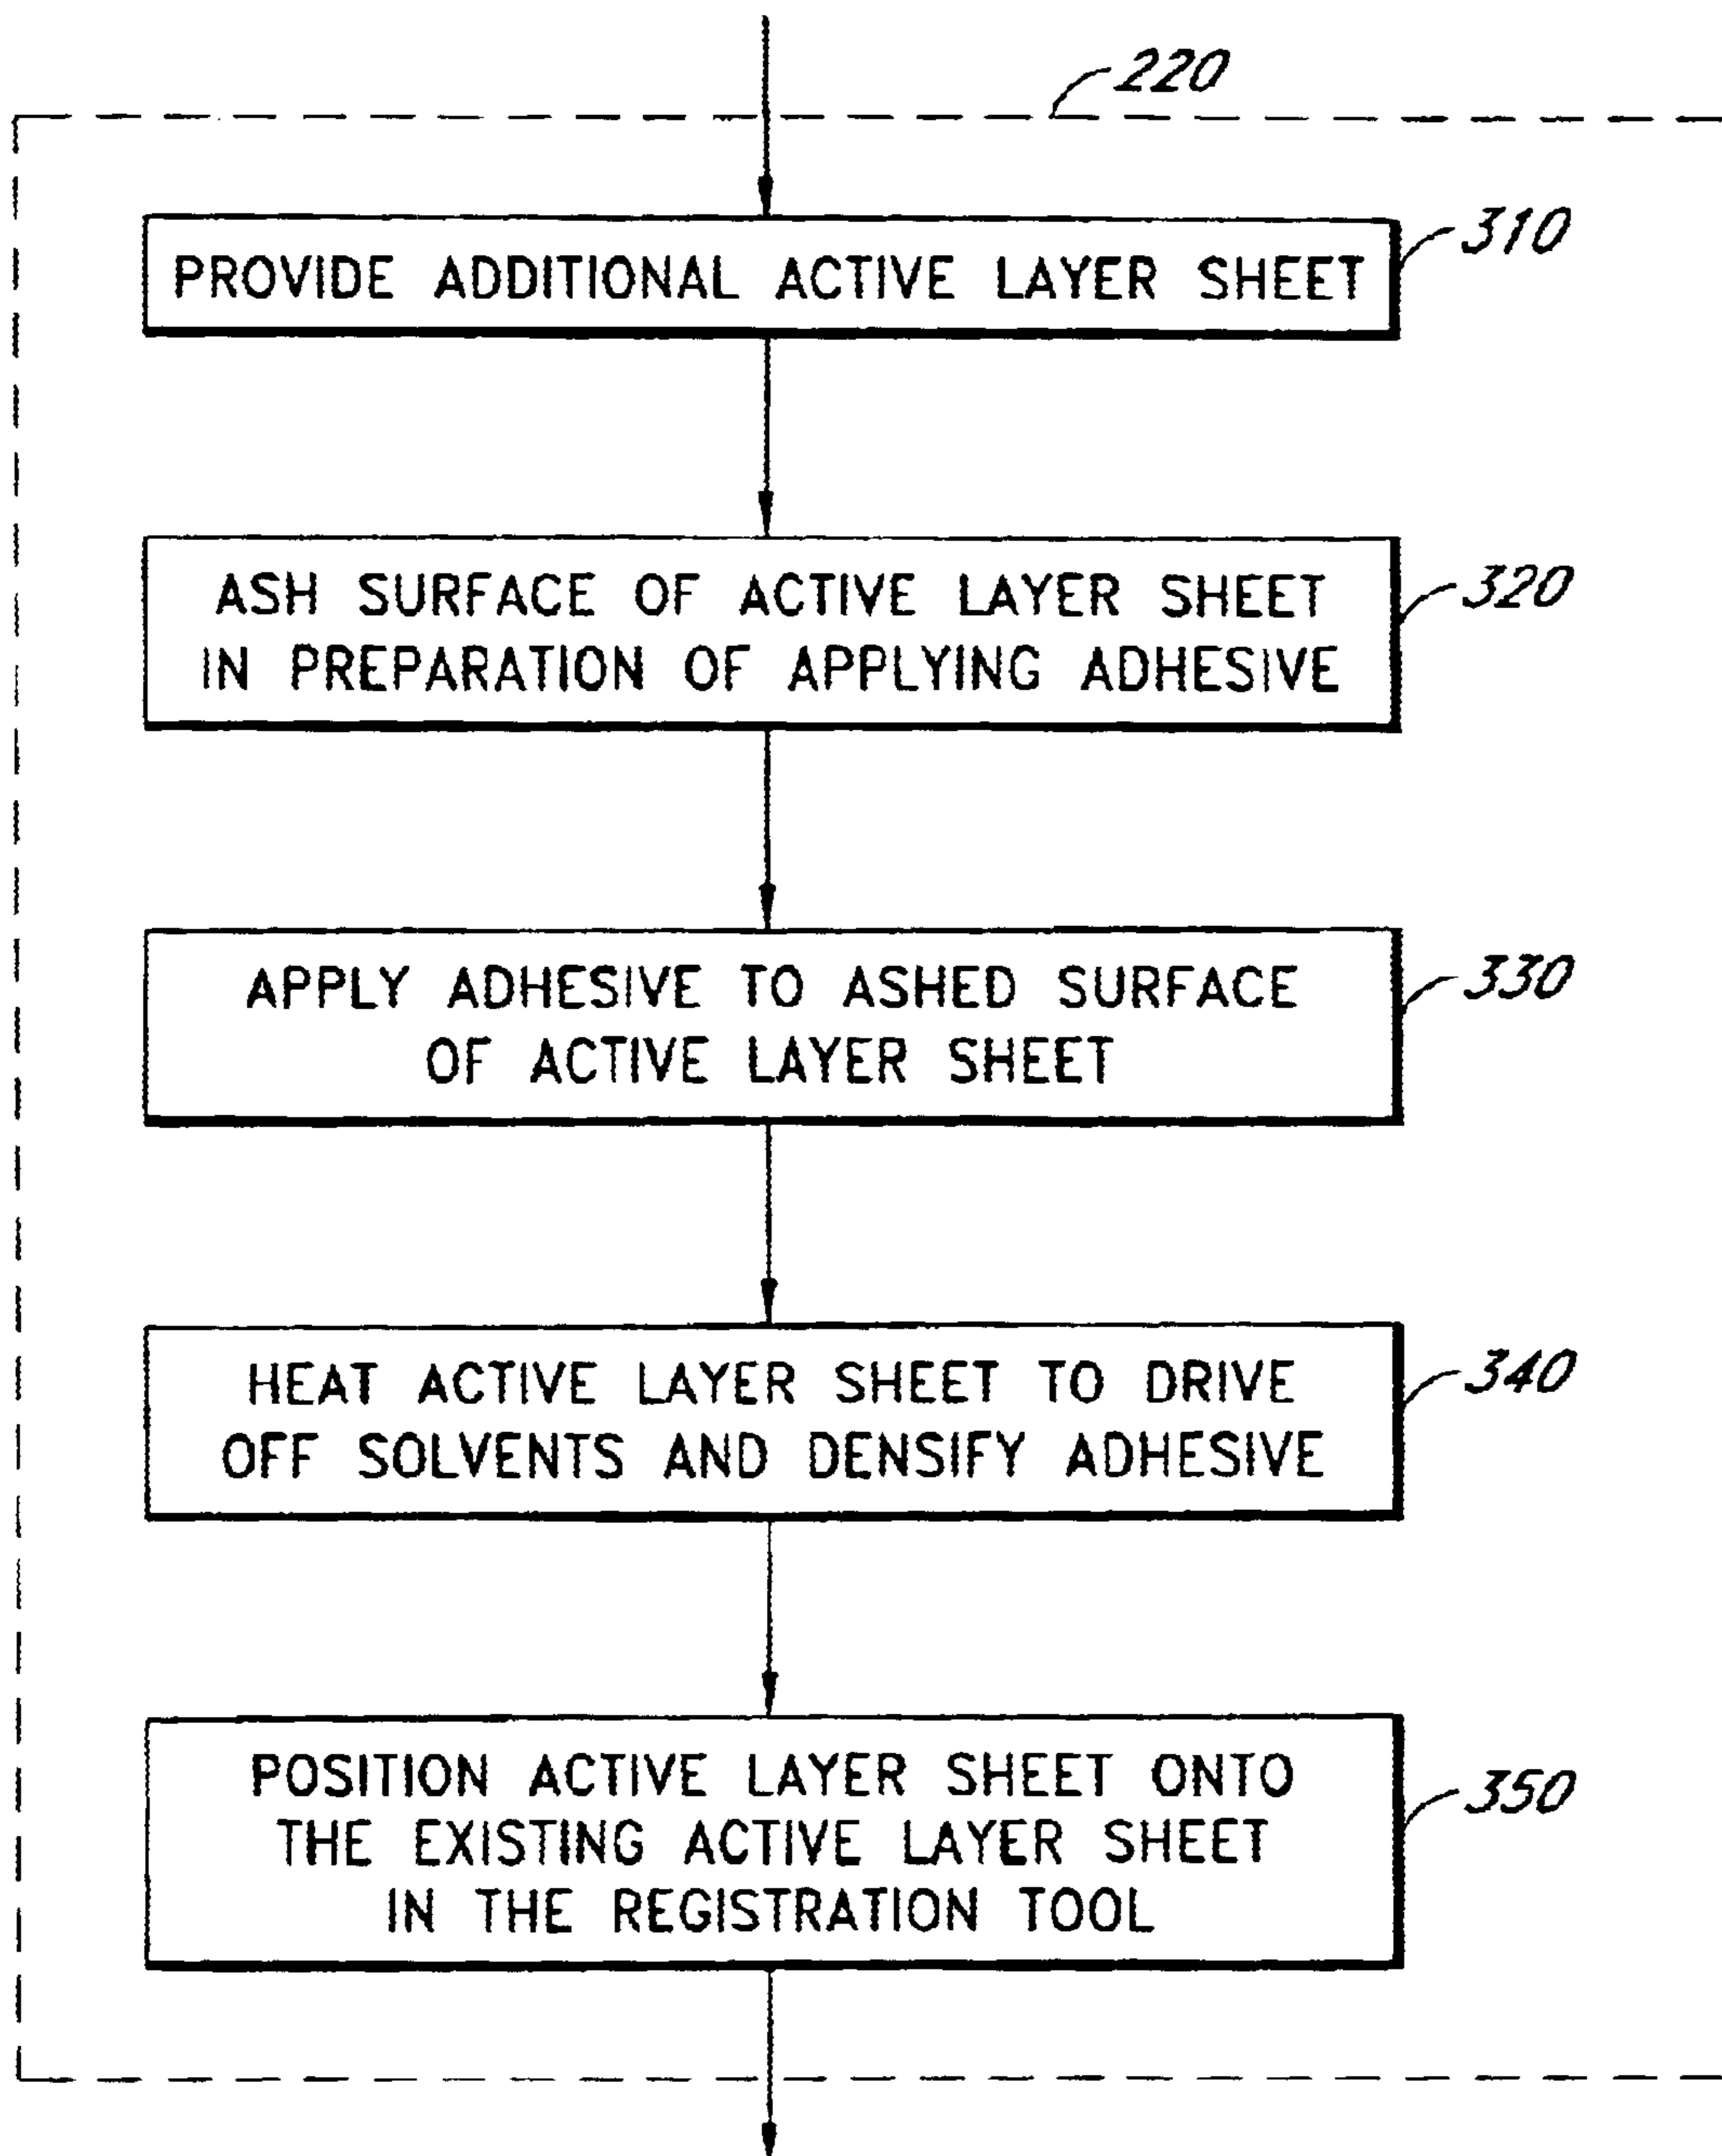 220
PROVIDE ADDITIONAL ACTIVE LAYER SHEET
310
ASH SURFACE OF ACTIVE LAYER SHEET
IN PREPARATION OF APPLYING ADHESIVE
320
APPLY ADHESIVE TO ASHED SURFACE
OF ACTIVE LAYER SHEET
330
HEAT ACTIVE LAYER SHEET TO DRIVE
OFF SOLVENTS AND DENSIFY ADHESIVE
340
POSITION ACTIVE LAYER SHEET ONTO
THE EXISTING ACTIVE LAYER SHEET
IN THE REGISTRATION TOOL
350